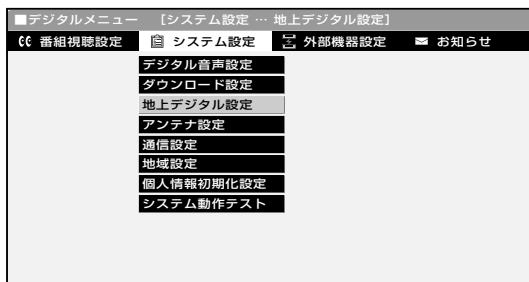 ■デジタルメニュー [システム設定 … 地上デジタル設定]
番組視聴設定 システム設定 外部機器設定 お知らせ
デジタル音声設定
ダウンロード設定
地上デジタル設定
アンテナ設定
通信設定
地域設定
個人情報初期化設定
システム動作テスト